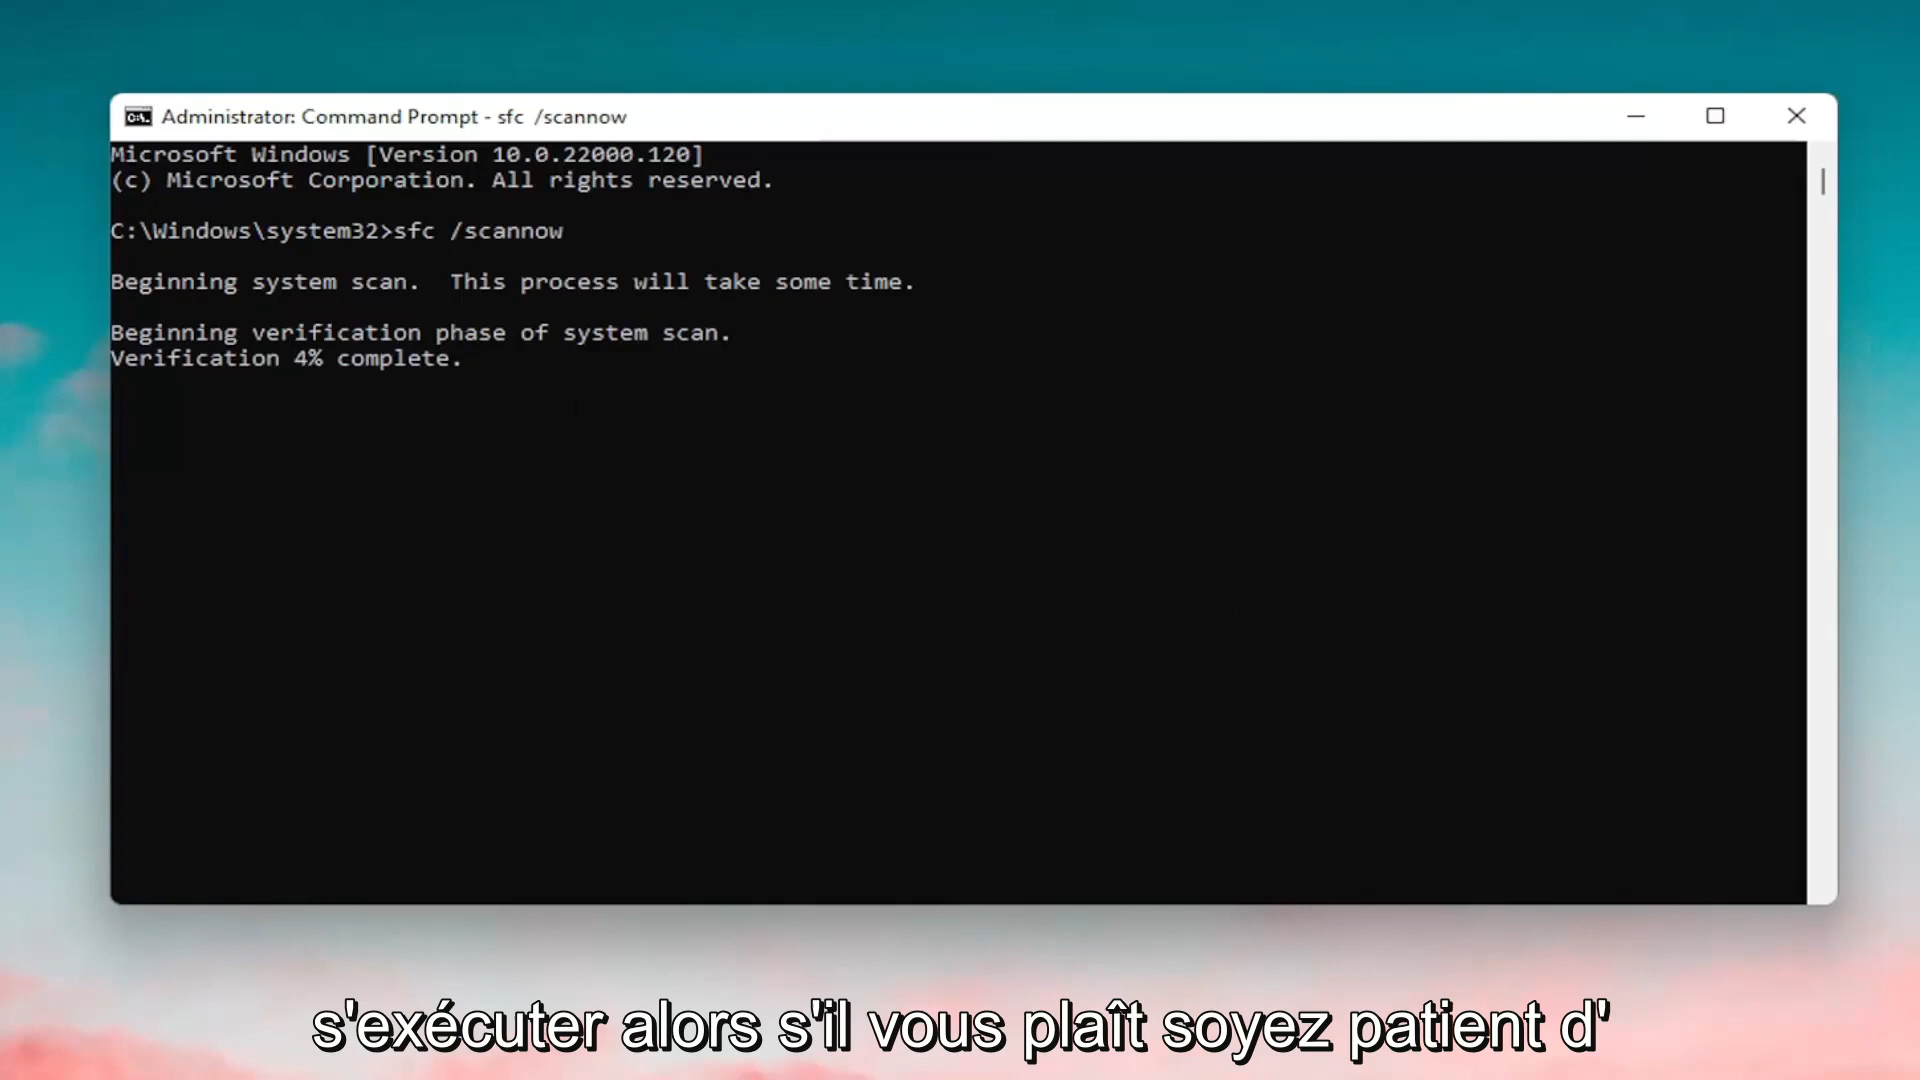 Administrator: Command Prompt - sfc /scannow
Microsoft Windows [Version 10.0.22000.120]
(c) Microsoft Corporation. All rights reserved.
C:\Windows\system32>sfc /scannow
Beginning system scan.  This process will take some time.
Beginning verification phase of system scan.
Verification 4% complete.
s'exécuter alors s'il vous plaît soyez patient d'